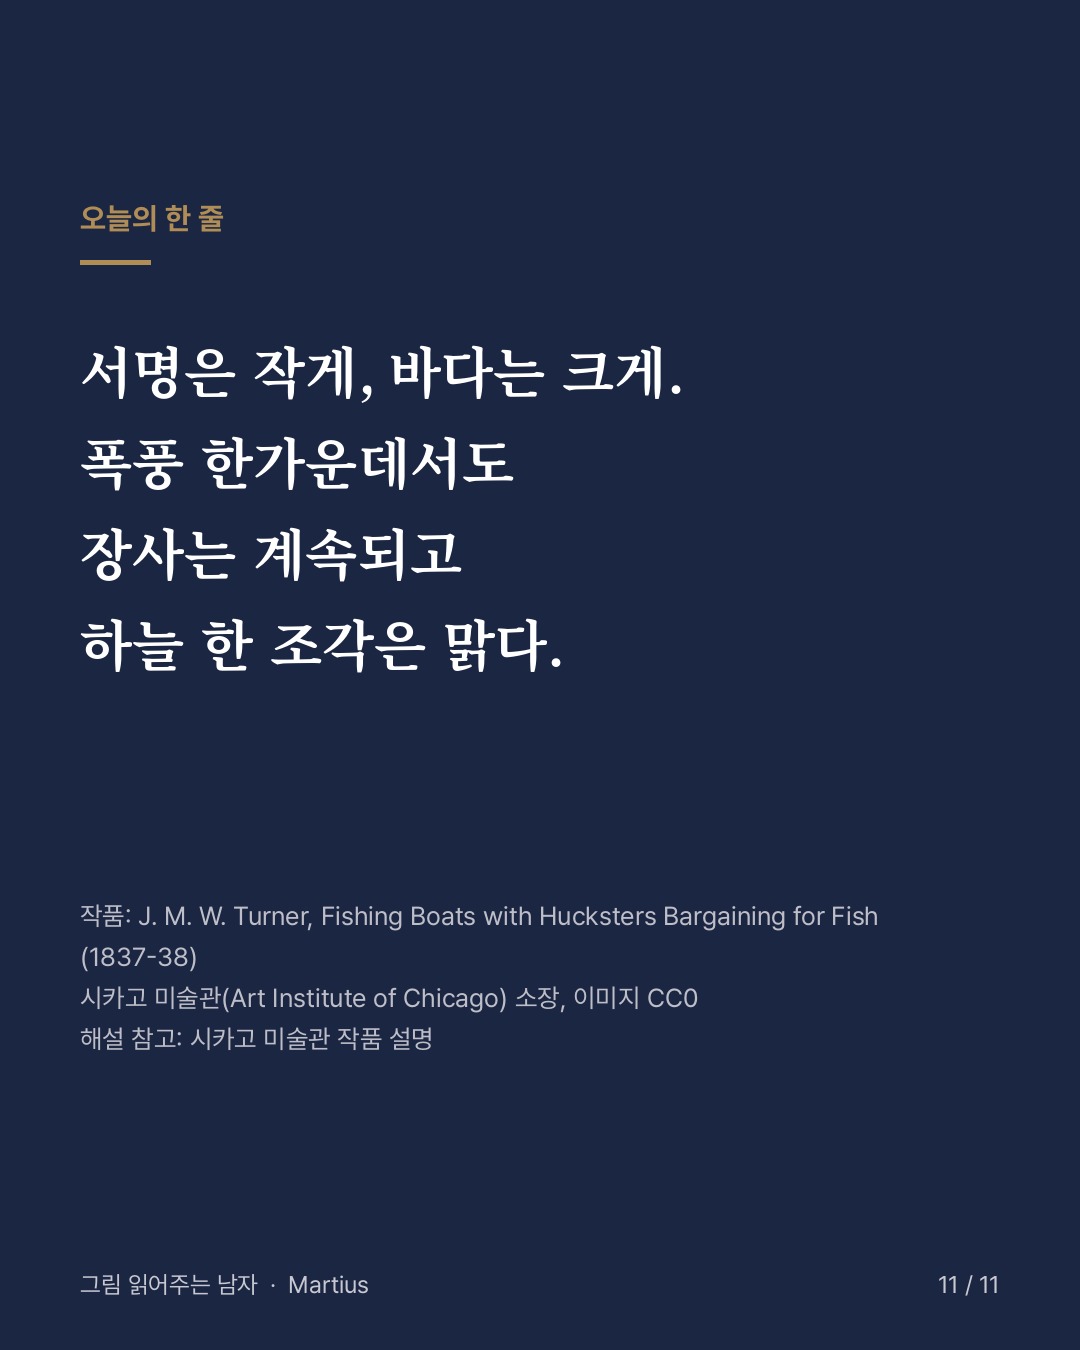 오늘의 한 줄
서명은 작게, 바다는 크게.
폭풍 한가운데서도
장사는 계속되고
하늘 한 조각은 맑다.
작품: J. M. W. Turner, Fishing Boats with Hucksters Bargaining for Fish
(1837-38)
시카고 미술관(Art Institute of Chicago) 소장, 이미지 CC0
해설 참고: 시카고 미술관 작품 설명
그림 읽어주는 남자 · Martius
11 / 11